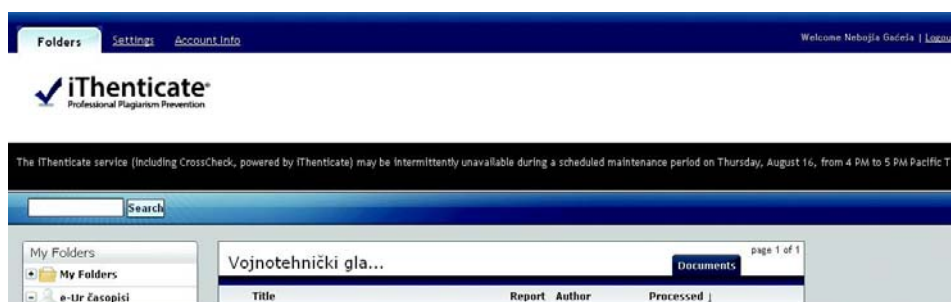 Folders Settings Account Info Welcome Nebojša Gaćeša | Logou
iThenticate®
Professional Plagiarism Prevention
The iThenticate service (including CrossCheck, powered by iThenticate) may be intermittently unavailable during a scheduled maintenance period on Thursday, August 16, from 4 PM to 5 PM Pacific T
Search
My Folders
My Folders
e-Ur časopisi
Vojnotehnički gla...
page 1 of 1
Documents
Title Report Author Processed ↓